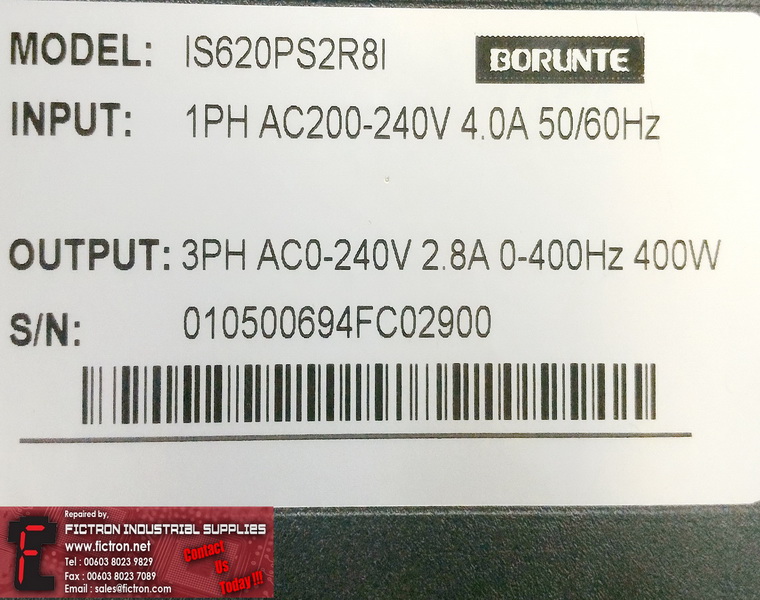 MODEL: IS620PS2R8I BORUNTE
INPUT: 1PH AC200-240V 4.0A 50/60Hz
OUTPUT: 3PH AC0-240V 2.8A 0-400Hz 400W
S/N: 010500694FC02900
Repaired by,
FICTRON INDUSTRIAL SUPPLIES
www.fictron.net
Tel : 00603 8023 9829
Fax : 00603 8023 7089
Email : sales@fictron.com
Contact
Us
Today !!!